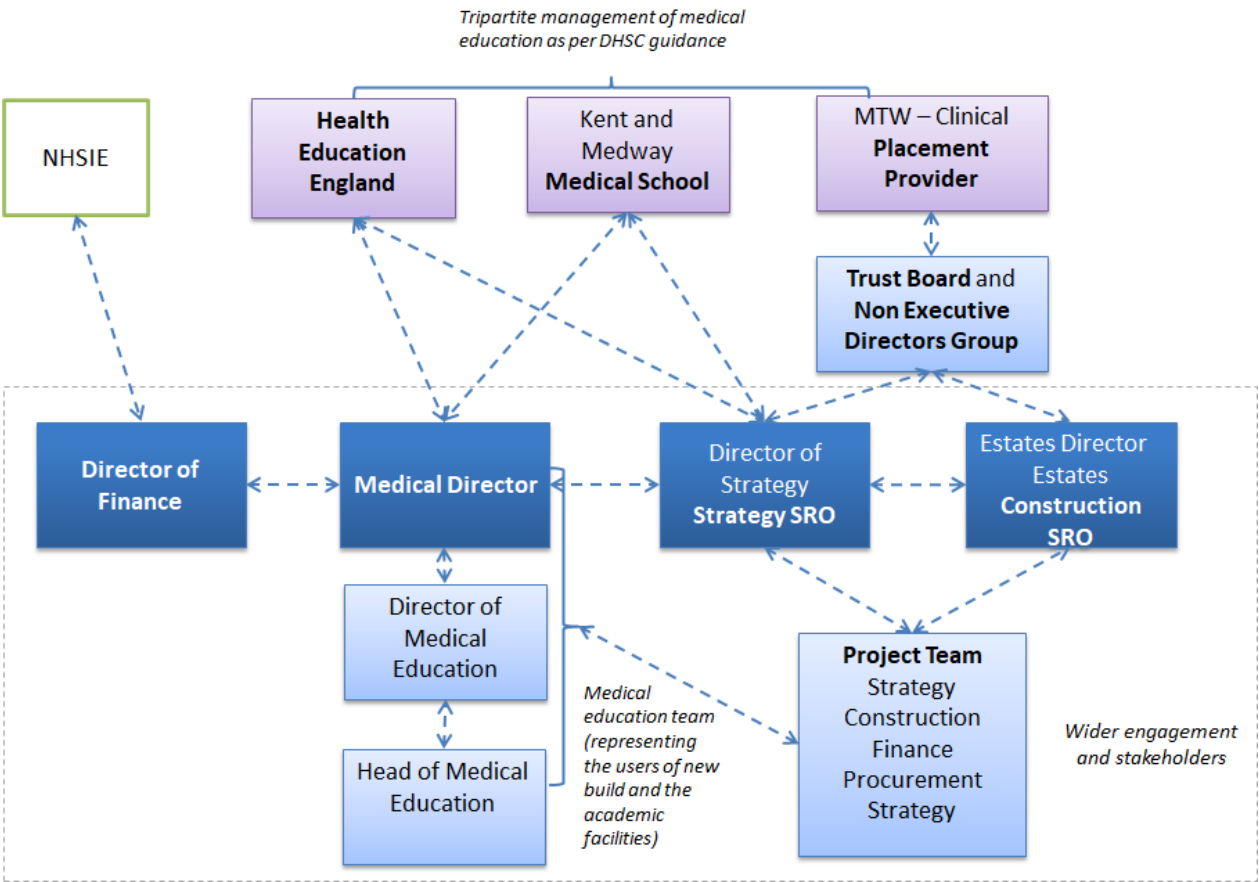 Tripartite management of medical
education as per DHSC guidance
NHSIE
Health
Education
England
Kent and
Medway
Medical School
MTW – Clinical
Placement
Provider
Trust Board and
Non Executive
Directors Group
Director of
Finance
Medical Director
Director of
Strategy
Strategy SRO
Estates Director
Estates
Construction
SRO
Director of
Medical
Education
Head of Medical
Education
Medical
education team
(representing
the users of new
build and the
academic
facilities)
Project Team
Strategy
Construction
Finance
Procurement
Strategy
Wider engagement
and stakeholders